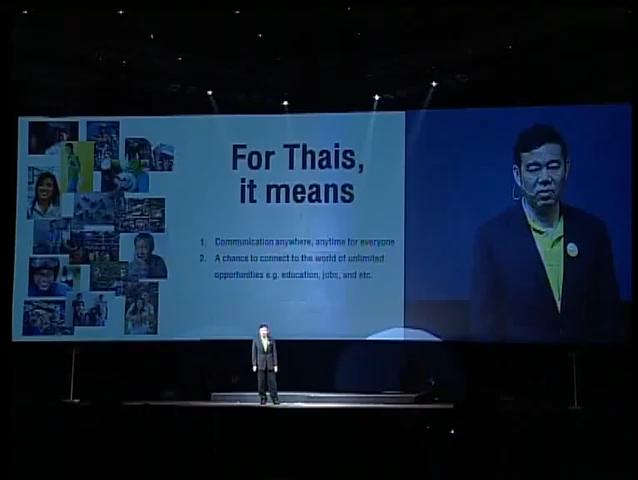 For Thais,
it means
1. Communication anywhere, anytime for everyone
2. A chance to connect to the world of unlimited
opportunities e.g. education, jobs, and etc.